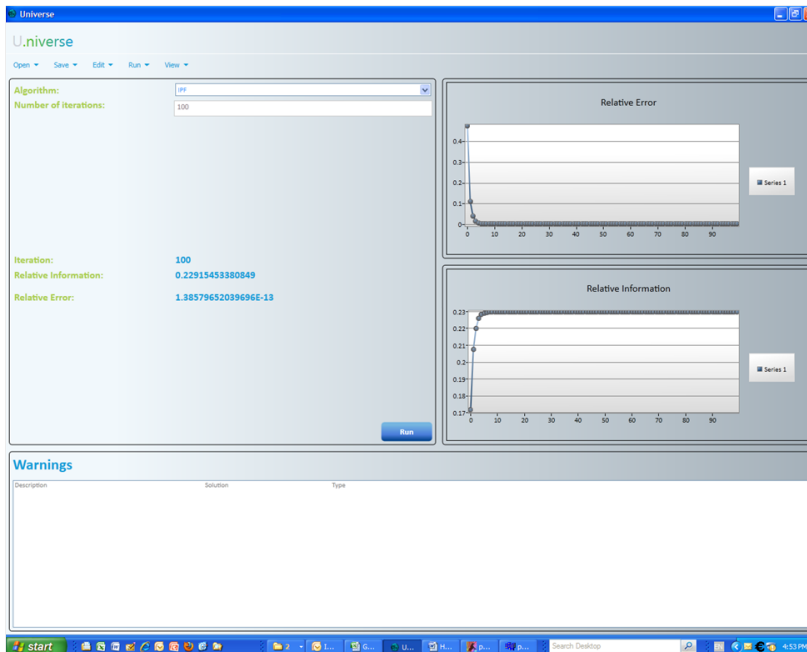 Universe
U.niverse
Open Save Edit Run View
Algorithm: IPF
Number of iterations: 100
Iteration: 100
Relative Information: 0.22915453380849
Relative Error: 1.38579652039696E-13
Run
Relative Error
0.4
0.3
0.2
0.1
0
0 10 20 30 40 50 60 70 80 90
Series 1
Relative Information
0.23
0.22
0.21
0.2
0.19
0.18
0.17
0 10 20 30 40 50 60 70 80 90
Series 1
Warnings
Description Solution Type
start 2 I... G... U... H... p... p... Search Desktop 4:53 PM